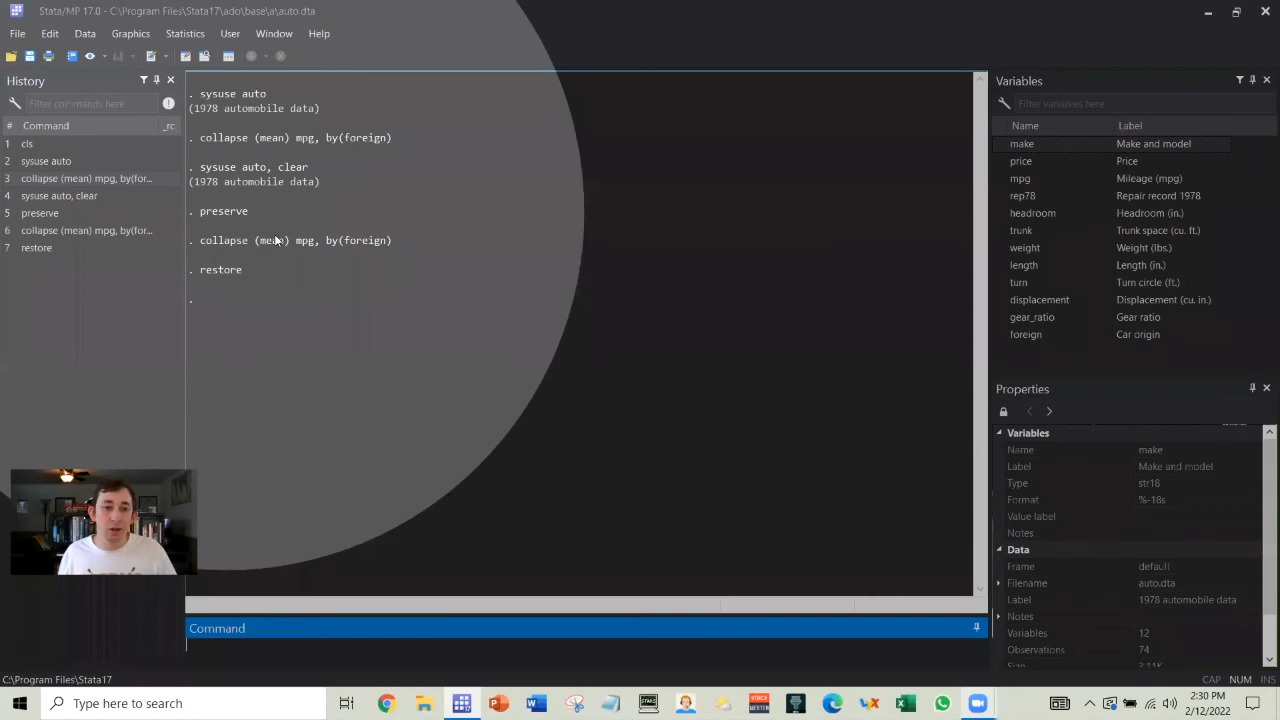 Stata/MP 17.0 - C:\Program Files\Stata17\ado\base\a\auto.dta
File Edit Data Graphics Statistics User Window Help
History
Filter commands here
# Command _rc
1 cls
2 sysuse auto
3 collapse (mean) mpg, by(for...
4 sysuse auto, clear
5 preserve
6 collapse (mean) mpg, by(for...
7 restore
. sysuse auto
(1978 automobile data)
. collapse (mean) mpg, by(foreign)
. sysuse auto, clear
(1978 automobile data)
. preserve
. collapse (mean) mpg, by(foreign)
. restore
.
Command
Variables
Filter variables here
Name Label
make Make and model
price Price
mpg Mileage (mpg)
rep78 Repair record 1978
headroom Headroom (in.)
trunk Trunk space (cu. ft.)
weight Weight (lbs.)
length Length (in.)
turn Turn circle (ft.)
displacement Displacement (cu. in.)
gear_ratio Gear ratio
foreign Car origin
Properties
Variables
Name make
Label Make and model
Type str18
Format %-18s
Value label
Notes
Data
Frame default
Filename auto.dta
Label 1978 automobile data
Notes
Variables 12
Observations 74
Size 3.11K
C:\Program Files\Stata17
CAP NUM INS
Type here to search
2:30 PM
2/12/2022